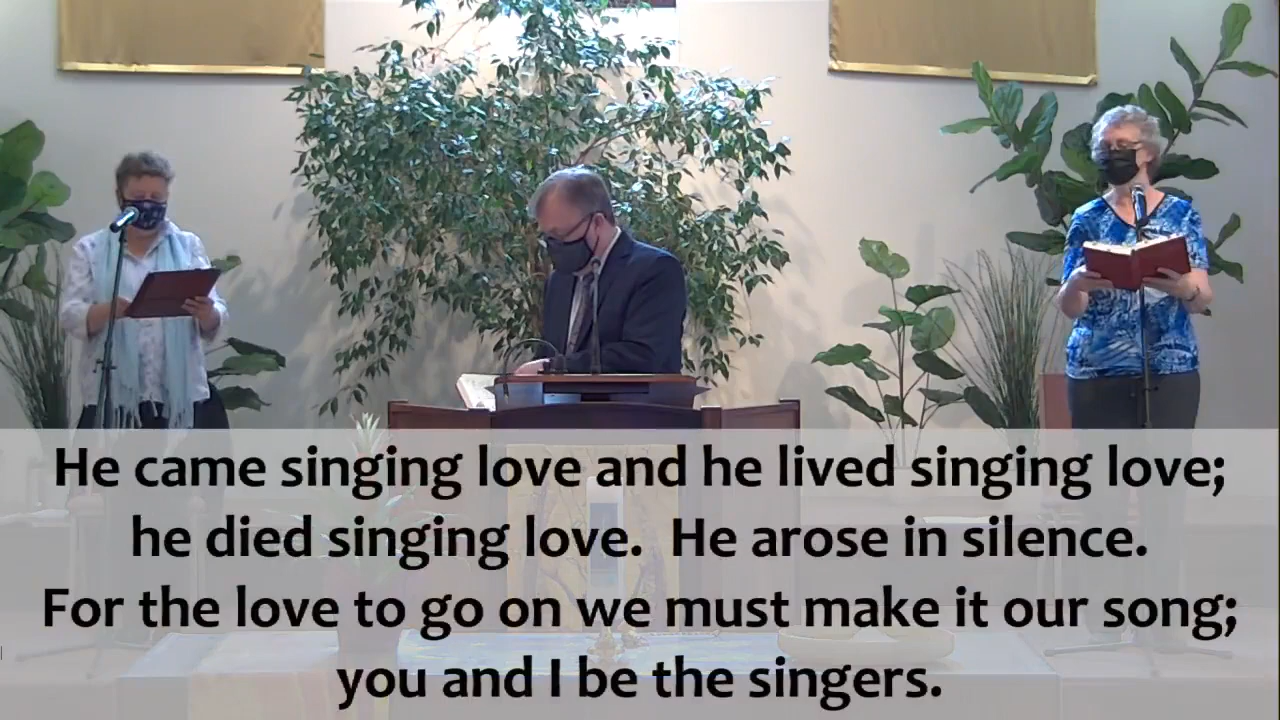 He came singing love and he lived singing love;
he died singing love. He arose in silence.
For the love to go on we must make it our song;
you and I be the singers.